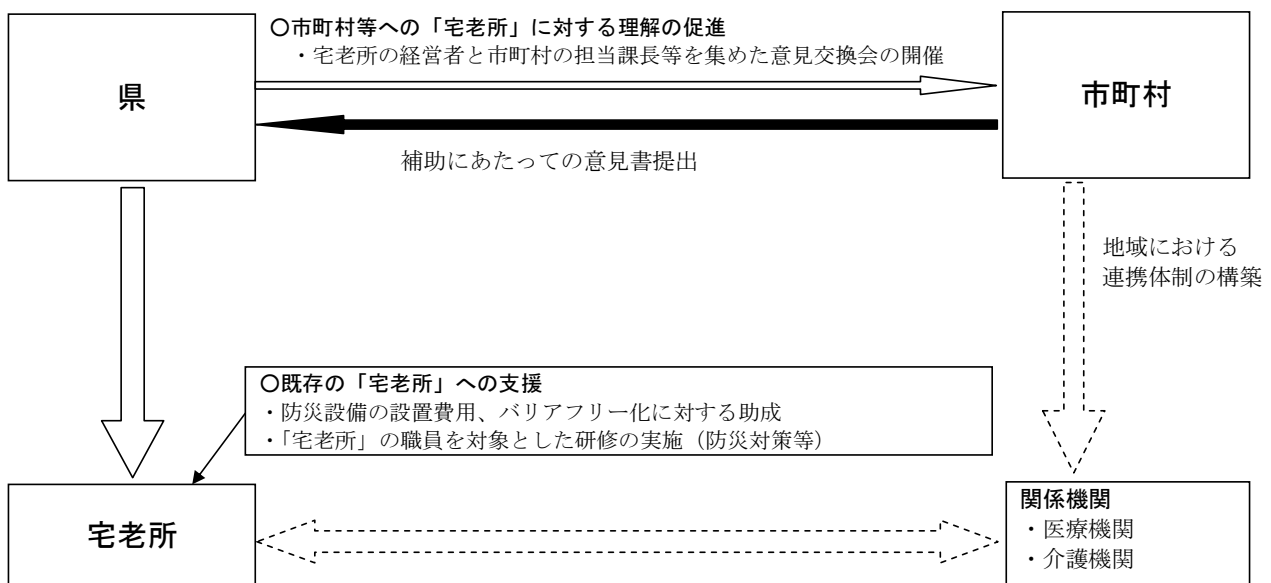 〇市町村等への「宅老所」に対する理解の促進
・宅老所の経営者と市町村の担当課長等を集めた意見交換会の開催
県
市町村
補助にあたっての意見書提出
地域における
連携体制の構築
〇既存の「宅老所」への支援
・防災設備の設置費用、バリアフリー化に対する助成
・「宅老所」の職員を対象とした研修の実施（防災対策等）
宅老所
関係機関
・医療機関
・介護機関